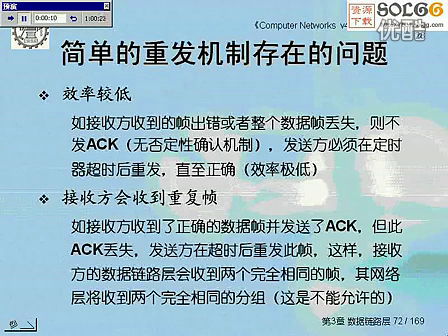 预演
0:00:10
1:00:23
《Computer Networks v4
资源下载
SOL66
优酷
简单的重发机制存在的问题
❖ 效率较低
如接收方收到的帧出错或者整个数据帧丢失，则不
发ACK（无否定性确认机制），发送方必须在定时
器超时后重发，直至正确（效率极低）
❖ 接收方会收到重复帧
如接收方收到了正确的数据帧并发送了ACK，但此
ACK丢失，发送方在超时后重发此帧，这样，接收
方的数据链路层会收到两个完全相同的帧，其网络
层将收到两个完全相同的分组（这是不能允许的）
第3章 数据链路层 72 / 169